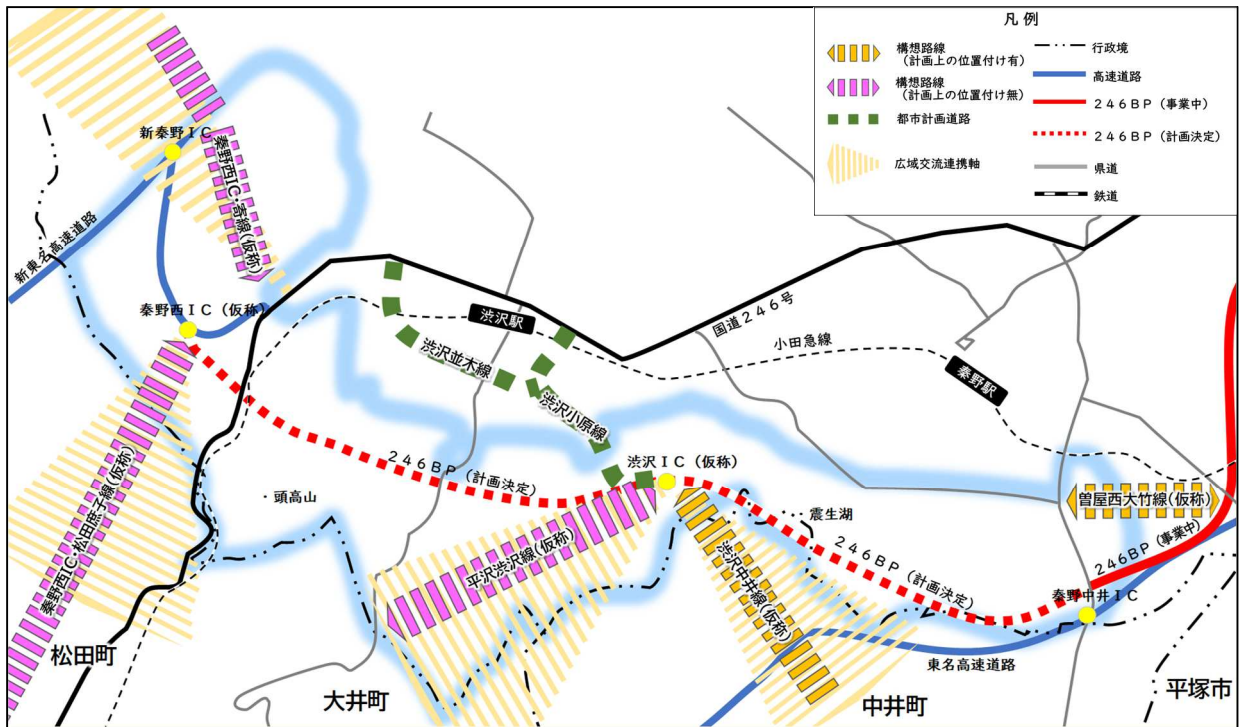 凡例
構想路線
（計画上の位置付け有）
構想路線
（計画上の位置付け無）
都市計画道路
広域交流連携軸
行政境
高速道路
２４６ＢＰ（事業中）
２４６ＢＰ（計画決定）
県道
鉄道
新秦野ＩＣ
秦野西IC・寄線(仮称)
新東名高速道路
秦野西ＩＣ（仮称）
渋沢駅
国道２４６号
小田急線
渋沢並木線
秦野駅
渋沢小原線
２４６ＢＰ（計画決定）
渋沢ＩＣ（仮称）
・頭高山
曽屋西大竹線(仮称)
震生湖
平沢渋沢線(仮称)
秦野西IC・松田庶子線(仮称)
渋沢中井線(仮称)
２４６ＢＰ（計画決定）
２４６ＢＰ（事業中）
秦野中井ＩＣ
東名高速道路
松田町
大井町
中井町
平塚市